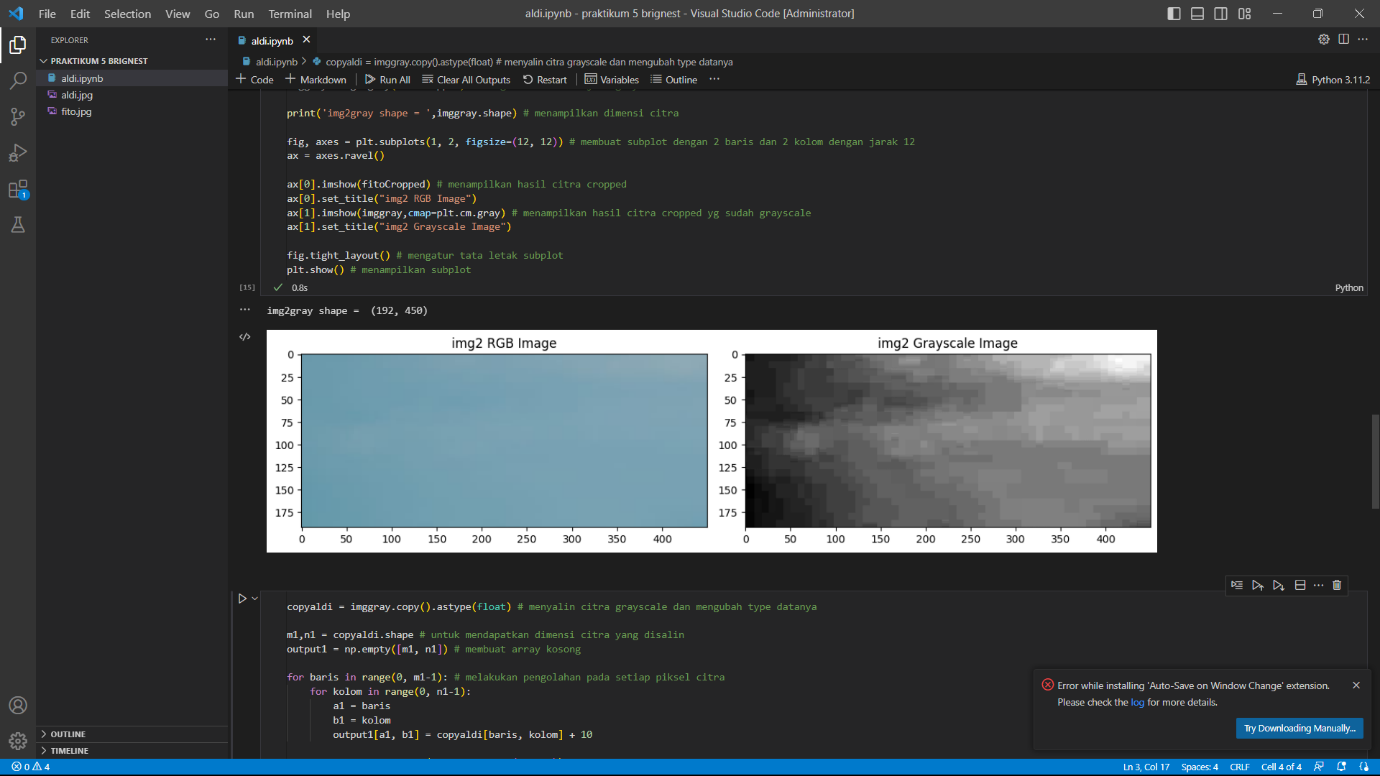 File Edit Selection View Go Run Terminal Help
aldi.ipynb - praktikum 5 brignest - Visual Studio Code [Administrator]
EXPLORER
PRAKTIKUM 5 BRIGNEST
aldi.ipynb
aldi.jpg
fito.jpg
OUTLINE
TIMELINE
1
aldi.ipynb
aldi.ipynb > copyaldi = imggray.copy().astype(float) # menyalin citra grayscale dan mengubah type datanya
+ Code + Markdown Run All Clear All Outputs Restart Variables Outline ...
Python 3.11.2
print('img2gray shape = ',imggray.shape) # menampilkan dimensi citra
fig, axes = plt.subplots(1, 2, figsize=(12, 12)) # membuat subplot dengan 2 baris dan 2 kolom dengan jarak 12
ax = axes.ravel()
ax[0].imshow(fitoCropped) # menampilkan hasil citra cropped
ax[0].set_title("img2 RGB Image")
ax[1].imshow(imggray,cmap=plt.cm.gray) # menampilkan hasil citra cropped yg sudah grayscale
ax[1].set_title("img2 Grayscale Image")
fig.tight_layout() # mengatur tata letak subplot
plt.show() # menampilkan subplot
[15] 0.8s Python
img2gray shape = (192, 450)
img2 RGB Image
0
25
50
75
100
125
150
175
0 50 100 150 200 250 300 350 400
img2 Grayscale Image
0
25
50
75
100
125
150
175
0 50 100 150 200 250 300 350 400
copyaldi = imggray.copy().astype(float) # menyalin citra grayscale dan mengubah type datanya
m1,n1 = copyaldi.shape # untuk mendapatkan dimensi citra yang disalin
output1 = np.empty([m1, n1]) # membuat array kosong
for baris in range(0, m1-1): # melakukan pengolahan pada setiap piksel citra
for kolom in range(0, n1-1):
a1 = baris
b1 = kolom
output1[a1, b1] = copyaldi[baris, kolom] + 10
Error while installing 'Auto-Save on Window Change' extension.
Please check the log for more details.
Try Downloading Manually...
0 4
Ln 3, Col 17 Spaces: 4 CRLF Cell 4 of 4